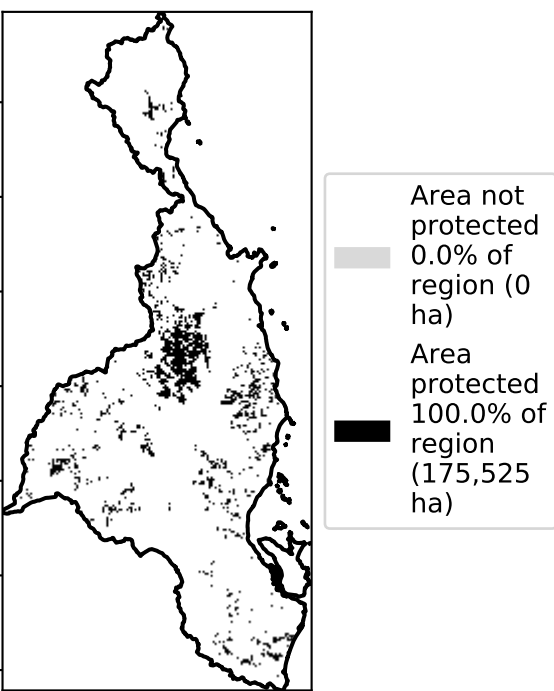 Area not
protected
0.0% of
region (0
ha)
Area
protected
100.0% of
region
(175,525
ha)